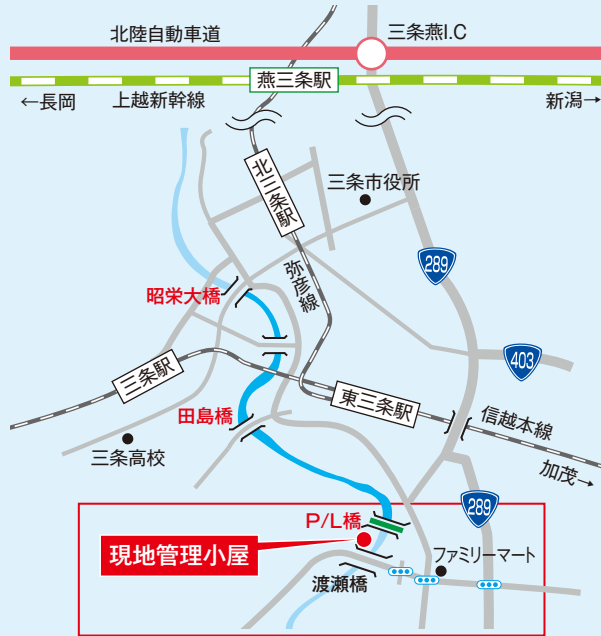 北陸自動車道
三条燕I.C
燕三条駅
←長岡
上越新幹線
新潟→
北三条駅
三条市役所
289
弥彦線
昭栄大橋
403
三条駅
東三条駅
信越本線
田島橋
三条高校
加茂→
289
P/L橋
現地管理小屋
ファミリーマート
渡瀬橋